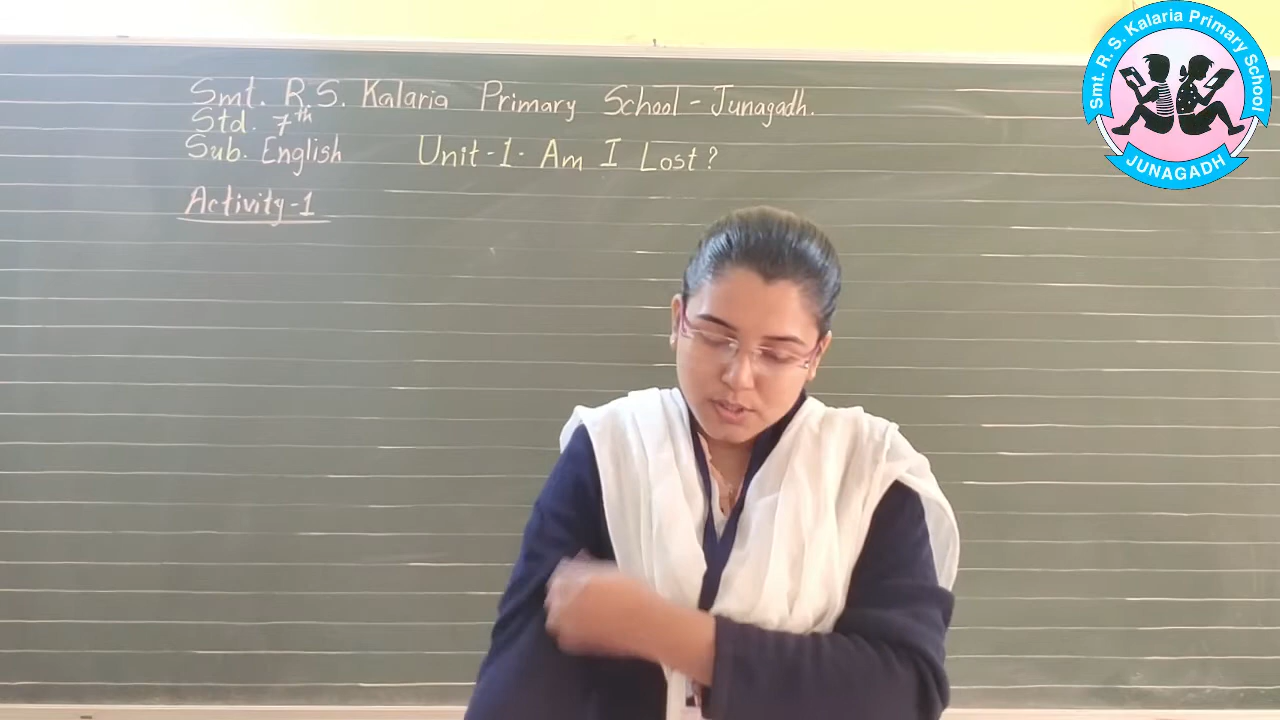 Smt. R.S. Kalaria Primary School - Junagadh.
Std. 7th
Sub. English Unit-1- Am I Lost?
Activity-1
Smt. R. S. Kalaria Primary School
JUNAGADH